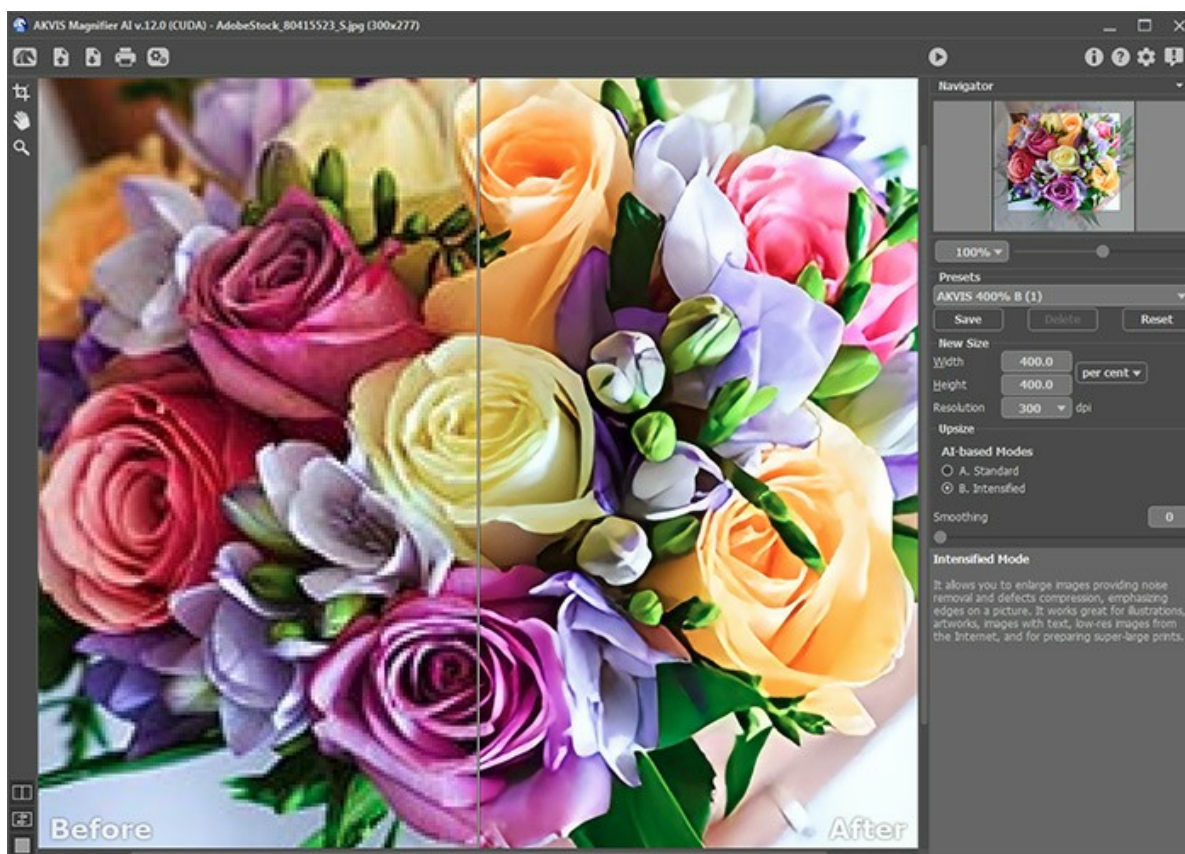 AKVIS Magnifier AI v.12.0 (CUDA) - AdobeStock_80415523_S.jpg (300x277)
Navigator
100%
Presets
AKVIS 400% B (1)
Save Delete Reset
New Size
Width 400.0
per cent
Height 400.0
Resolution 300 dpi
Upsize
AI-based Modes
A. Standard
B. Intensified
Smoothing 0
Intensified Mode
It allows you to enlarge images providing noise
removal and defects compression, emphasizing
edges on a picture. It works great for illustrations,
artworks, images with text, low-res images from
the Internet, and for preparing super-large prints.
Before After